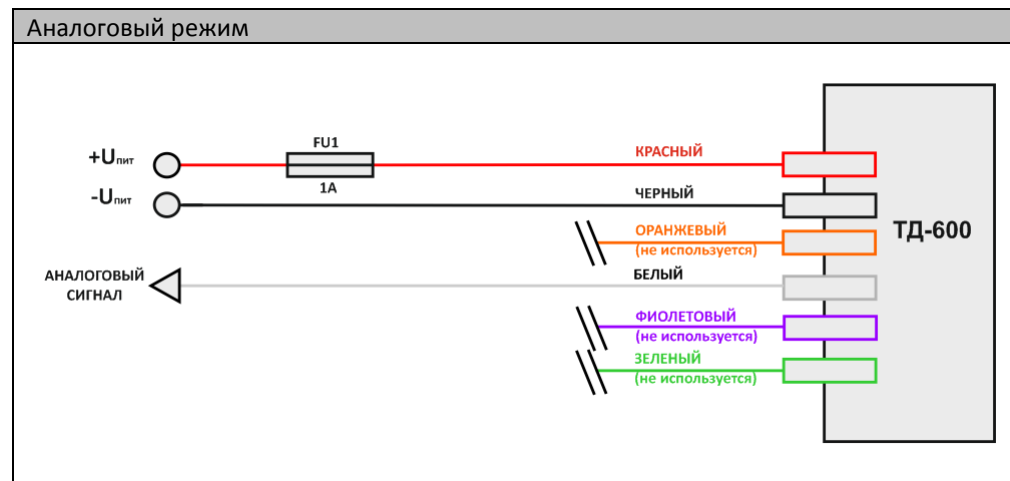 Аналоговый режим
FU1
+Uпит
1А
КРАСНЫЙ
-Uпит
ЧЕРНЫЙ
ОРАНЖЕВЫЙ
(не используется)
ТД-600
АНАЛОГОВЫЙ
СИГНАЛ
БЕЛЫЙ
ФИОЛЕТОВЫЙ
(не используется)
ЗЕЛЕНЫЙ
(не используется)